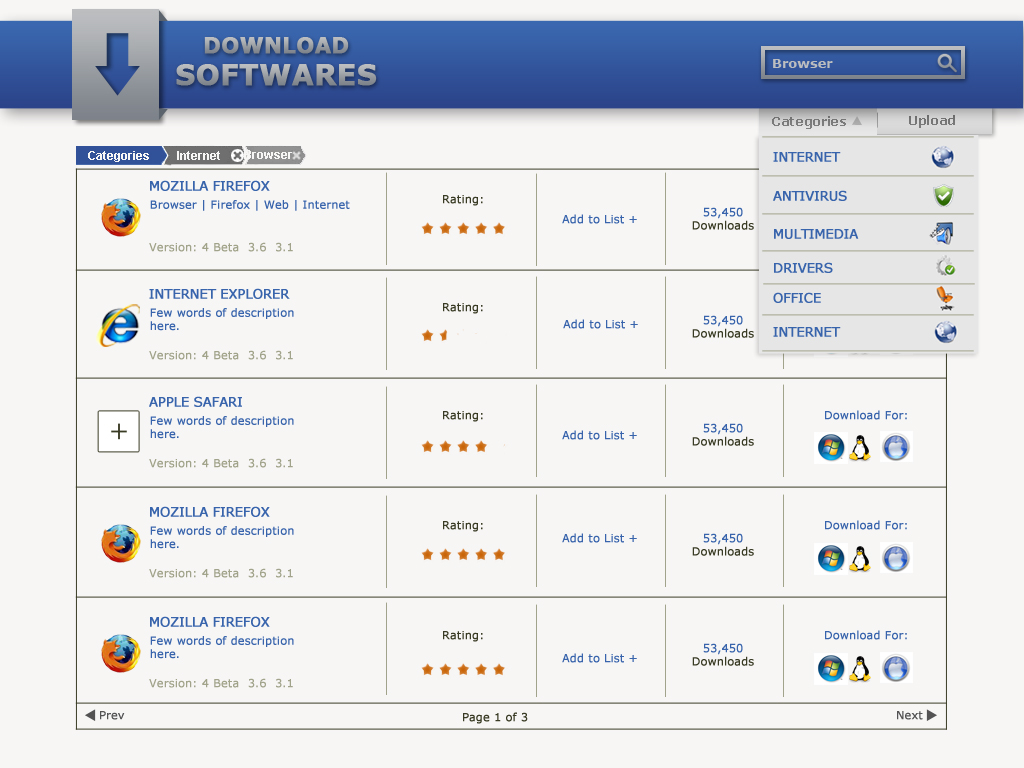 DOWNLOAD
SOFTWARES
Browser
Categories ▲ Upload
Categories Internet Browser
INTERNET
ANTIVIRUS
MULTIMEDIA
DRIVERS
OFFICE
INTERNET
MOZILLA FIREFOX
Browser | Firefox | Web | Internet
Version: 4 Beta 3.6 3.1
Rating:
Add to List +
53,450
Downloads
INTERNET EXPLORER
Few words of description
here.
Version: 4 Beta 3.6 3.1
Rating:
Add to List +
53,450
Downloads
APPLE SAFARI
Few words of description
here.
Version: 4 Beta 3.6 3.1
Rating:
Add to List +
53,450
Downloads
Download For:
MOZILLA FIREFOX
Few words of description
here.
Version: 4 Beta 3.6 3.1
Rating:
Add to List +
53,450
Downloads
Download For:
MOZILLA FIREFOX
Few words of description
here.
Version: 4 Beta 3.6 3.1
Rating:
Add to List +
53,450
Downloads
Download For:
◀ Prev Page 1 of 3 Next ▶